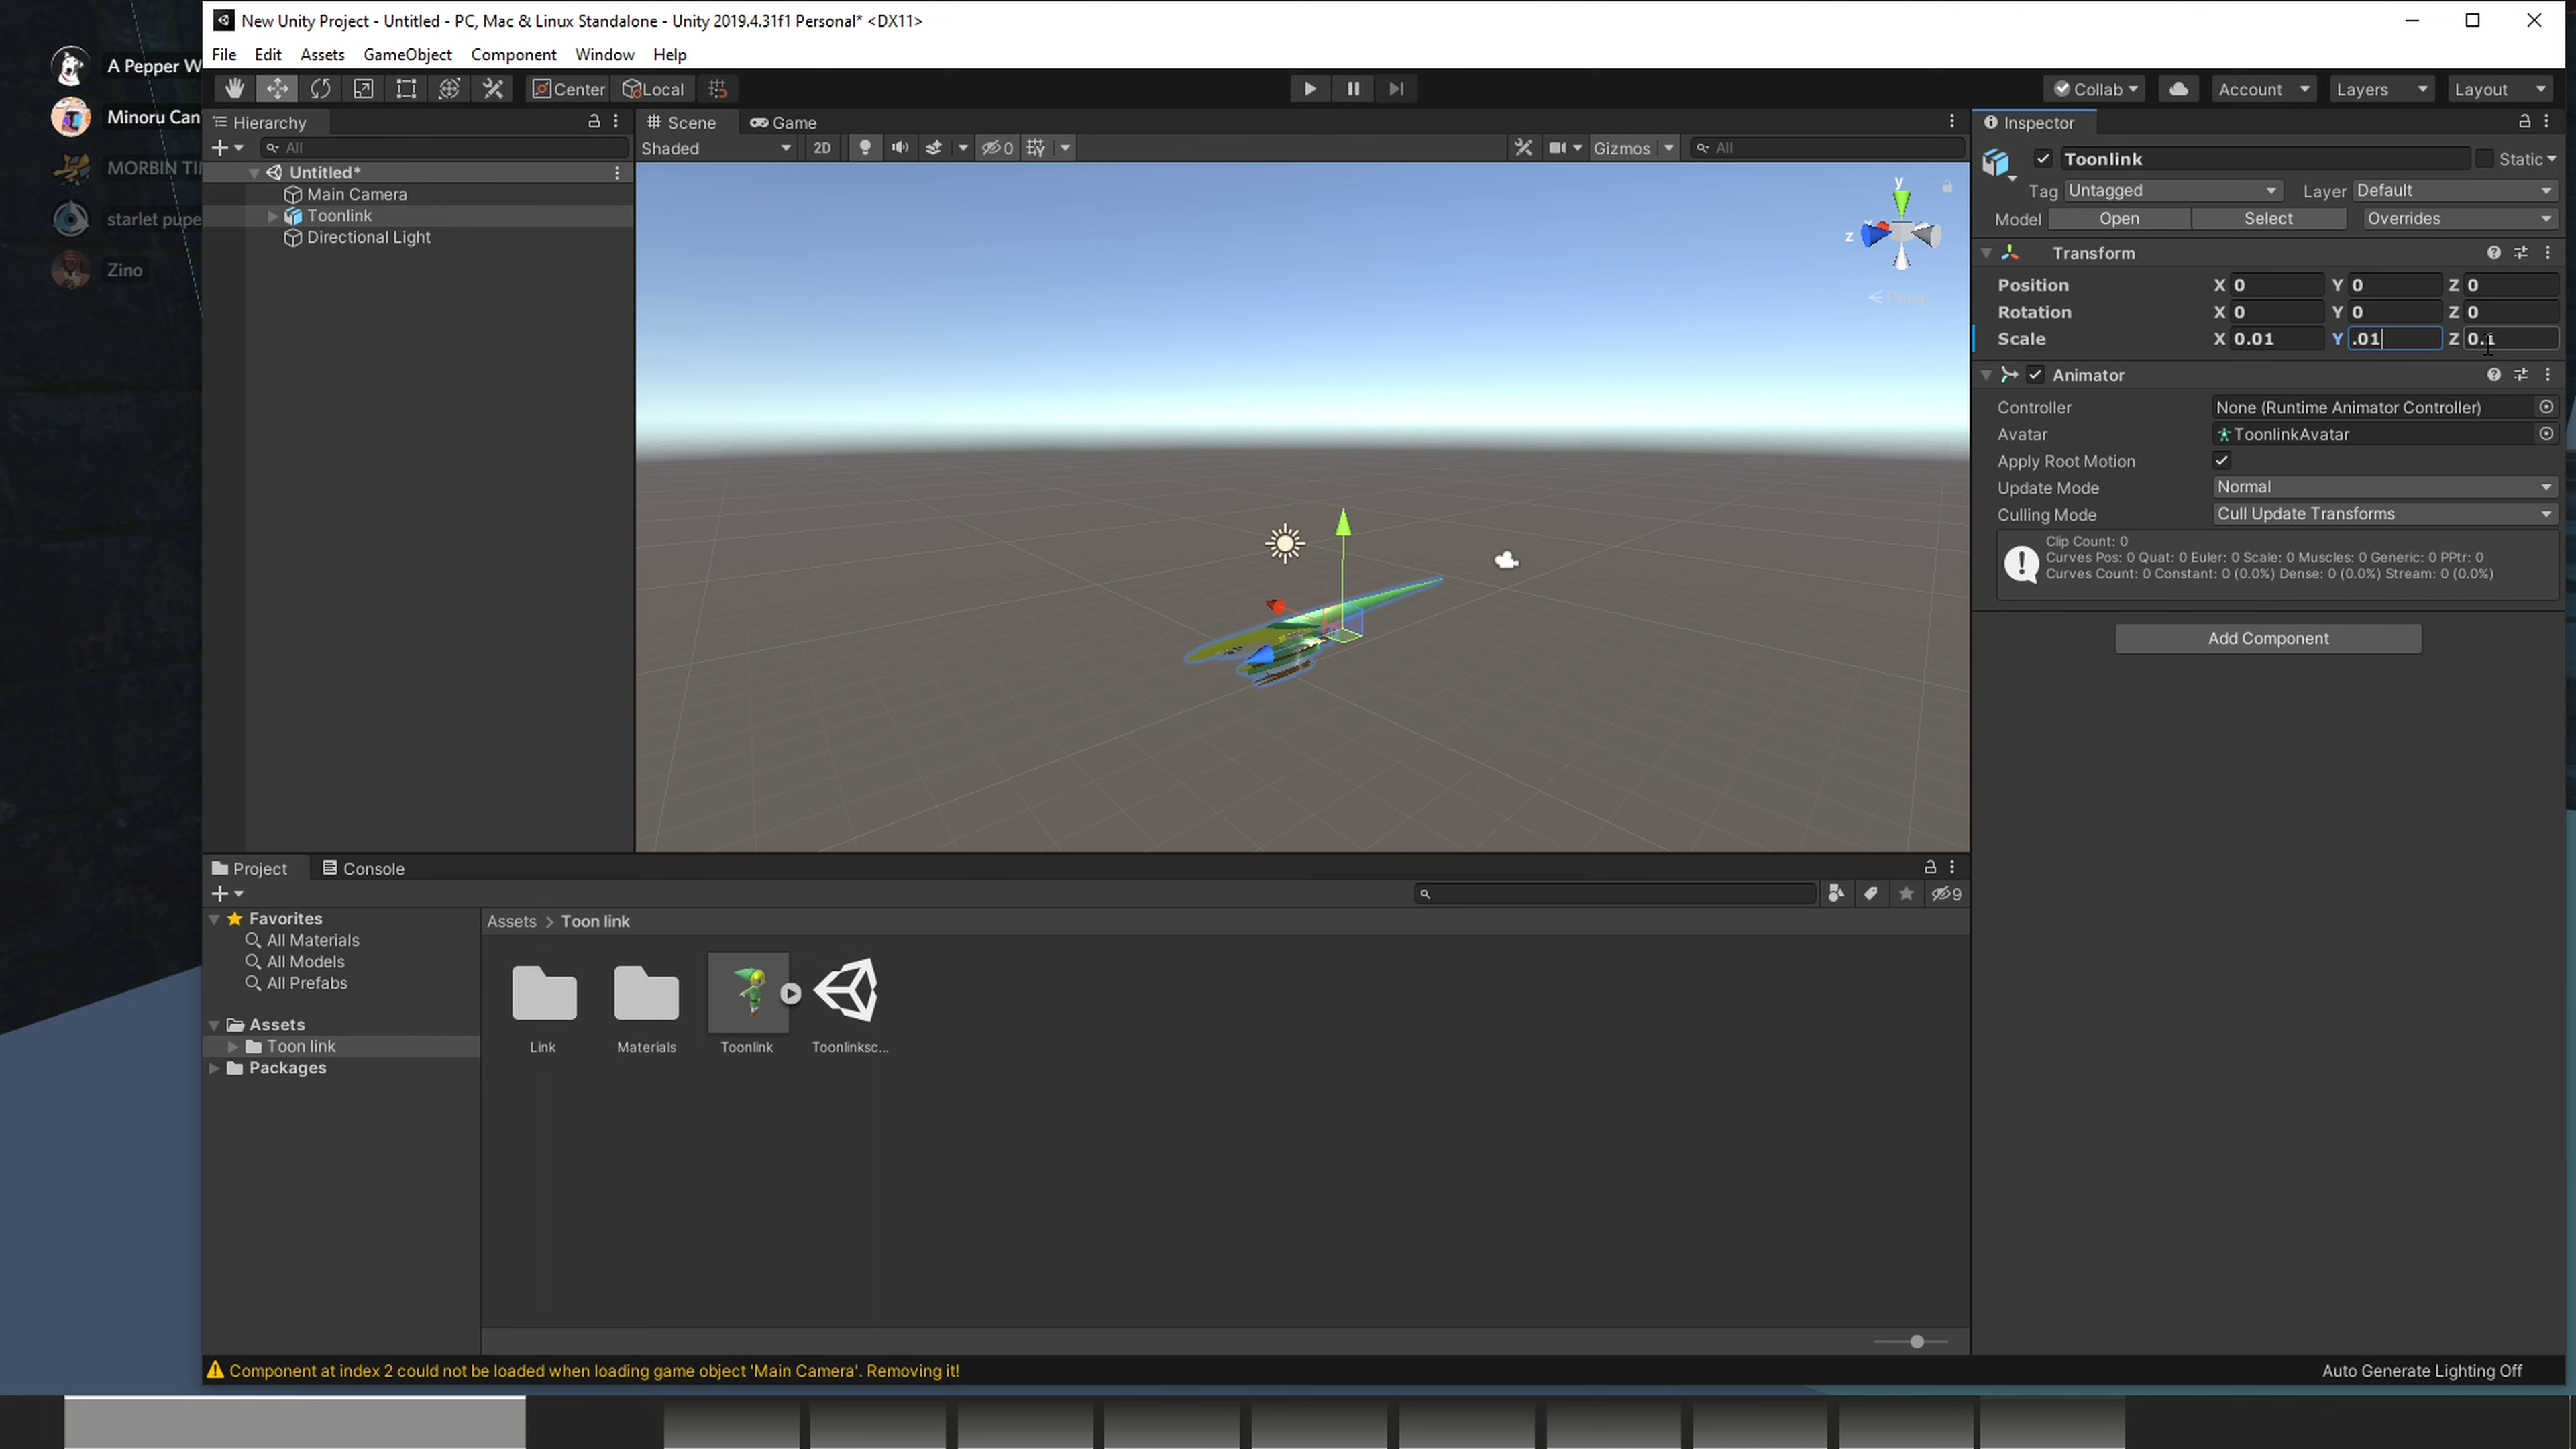 New Unity Project - Untitled - PC, Mac & Linux Standalone - Unity 2019.4.31f1 Personal* <DX11>
File Edit Assets GameObject Component Window Help
A Pepper W
Minoru Can
MORBIN TI
starlet pupe
Zino
Center Local
Collab Account Layers Layout
Hierarchy
All
Untitled*
Main Camera
Toonlink
Directional Light
Scene Game
Shaded 2D 0 Gizmos All
y
z
Persp
Inspector
Toonlink Static
Tag Untagged Layer Default
Model Open Select Overrides
Transform
Position X 0 Y 0 Z 0
Rotation X 0 Y 0 Z 0
Scale X 0.01 Y .01 Z 0.1
Animator
Controller None (Runtime Animator Controller)
Avatar ToonlinkAvatar
Apply Root Motion
Update Mode Normal
Culling Mode Cull Update Transforms
Clip Count: 0
Curves Pos: 0 Quat: 0 Euler: 0 Scale: 0 Muscles: 0 Generic: 0 PPtr: 0
Curves Count: 0 Constant: 0 (0.0%) Dense: 0 (0.0%) Stream: 0 (0.0%)
Add Component
Project Console
9
Favorites
All Materials
All Models
All Prefabs
Assets
Toon link
Packages
Assets > Toon link
Link Materials Toonlink Toonlinksc...
Component at index 2 could not be loaded when loading game object 'Main Camera'. Removing it!
Auto Generate Lighting Off